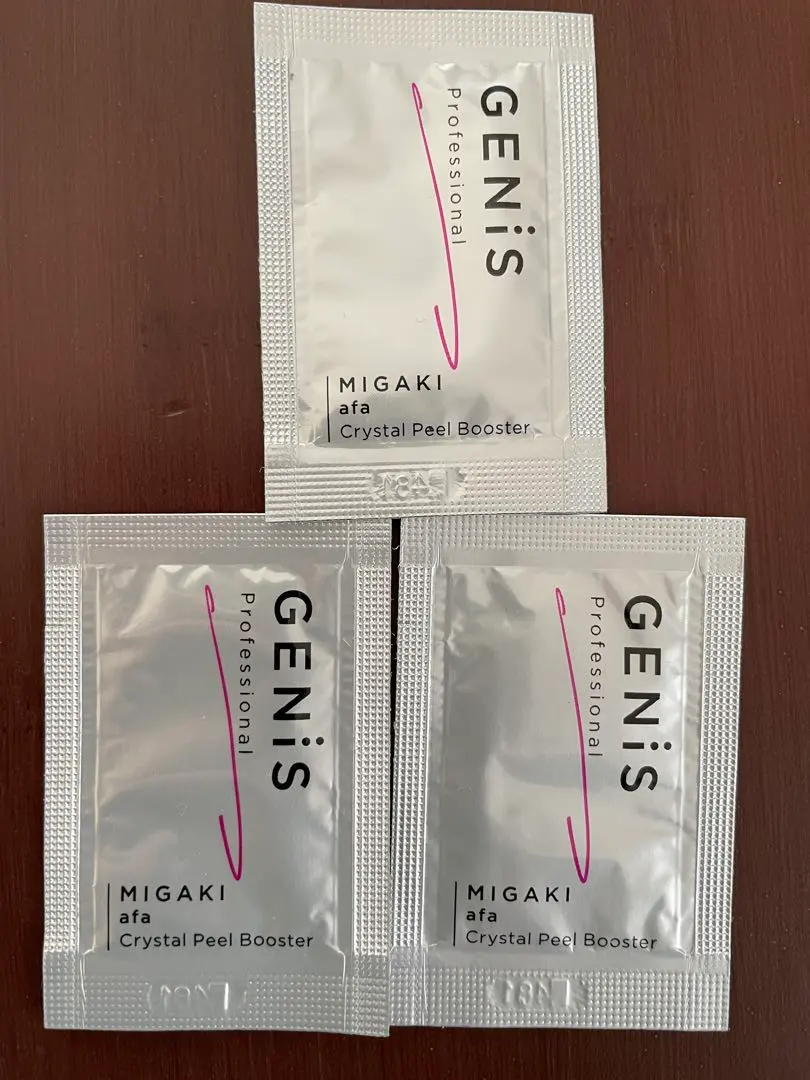 GENiS
Professional
MIGAKI
afa
Crystal Peel Booster
GENiS
Professional
MIGAKI
afa
Crystal Peel Booster
GENiS
Professional
MIGAKI
afa
Crystal Peel Booster